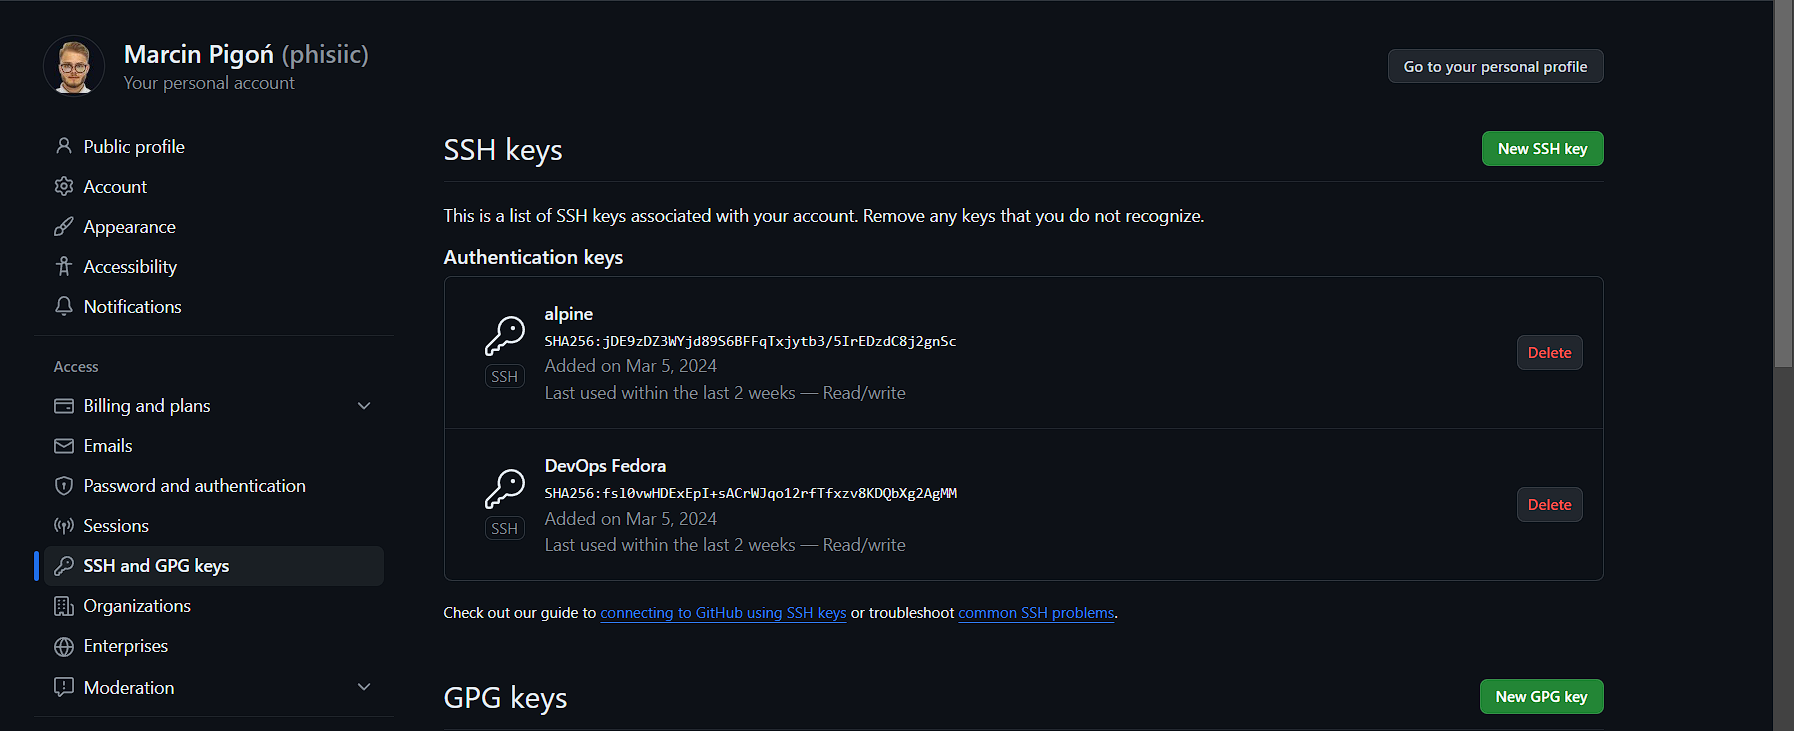 Marcin Pigoń (phisiic)
Your personal account
Go to your personal profile
Public profile
Account
Appearance
Accessibility
Notifications
Access
Billing and plans
Emails
Password and authentication
Sessions
SSH and GPG keys
Organizations
Enterprises
Moderation
SSH keys
New SSH key
This is a list of SSH keys associated with your account. Remove any keys that you do not recognize.
Authentication keys
alpine
SHA256:jDE9zDZ3WYjd89S6BFFqTxjytb3/5IrEDzdC8j2gnSc
Added on Mar 5, 2024
Last used within the last 2 weeks — Read/write
SSH
Delete
DevOps Fedora
SHA256:fsl0vwHDExEpI+sACrWJqo12rfTfxzv8KDQbXg2AgMM
Added on Mar 5, 2024
Last used within the last 2 weeks — Read/write
SSH
Delete
Check out our guide to connecting to GitHub using SSH keys or troubleshoot common SSH problems.
GPG keys
New GPG key